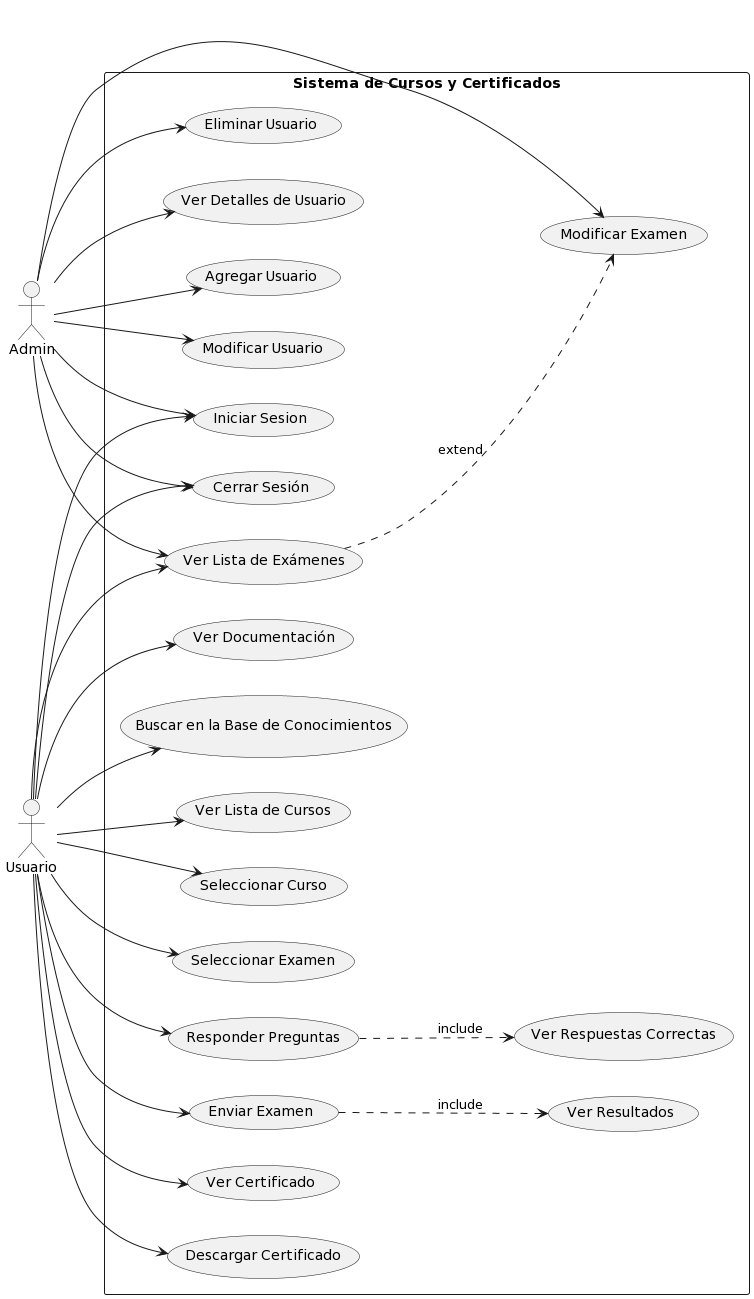 Sistema de Cursos y Certificados
Eliminar Usuario
Ver Detalles de Usuario
Modificar Examen
Agregar Usuario
Modificar Usuario
Admin
Iniciar Sesion
extend
Cerrar Sesión
Ver Lista de Exámenes
Ver Documentación
Buscar en la Base de Conocimientos
Ver Lista de Cursos
Usuario
Seleccionar Curso
Seleccionar Examen
Responder Preguntas
include
Ver Respuestas Correctas
Enviar Examen
include
Ver Resultados
Ver Certificado
Descargar Certificado